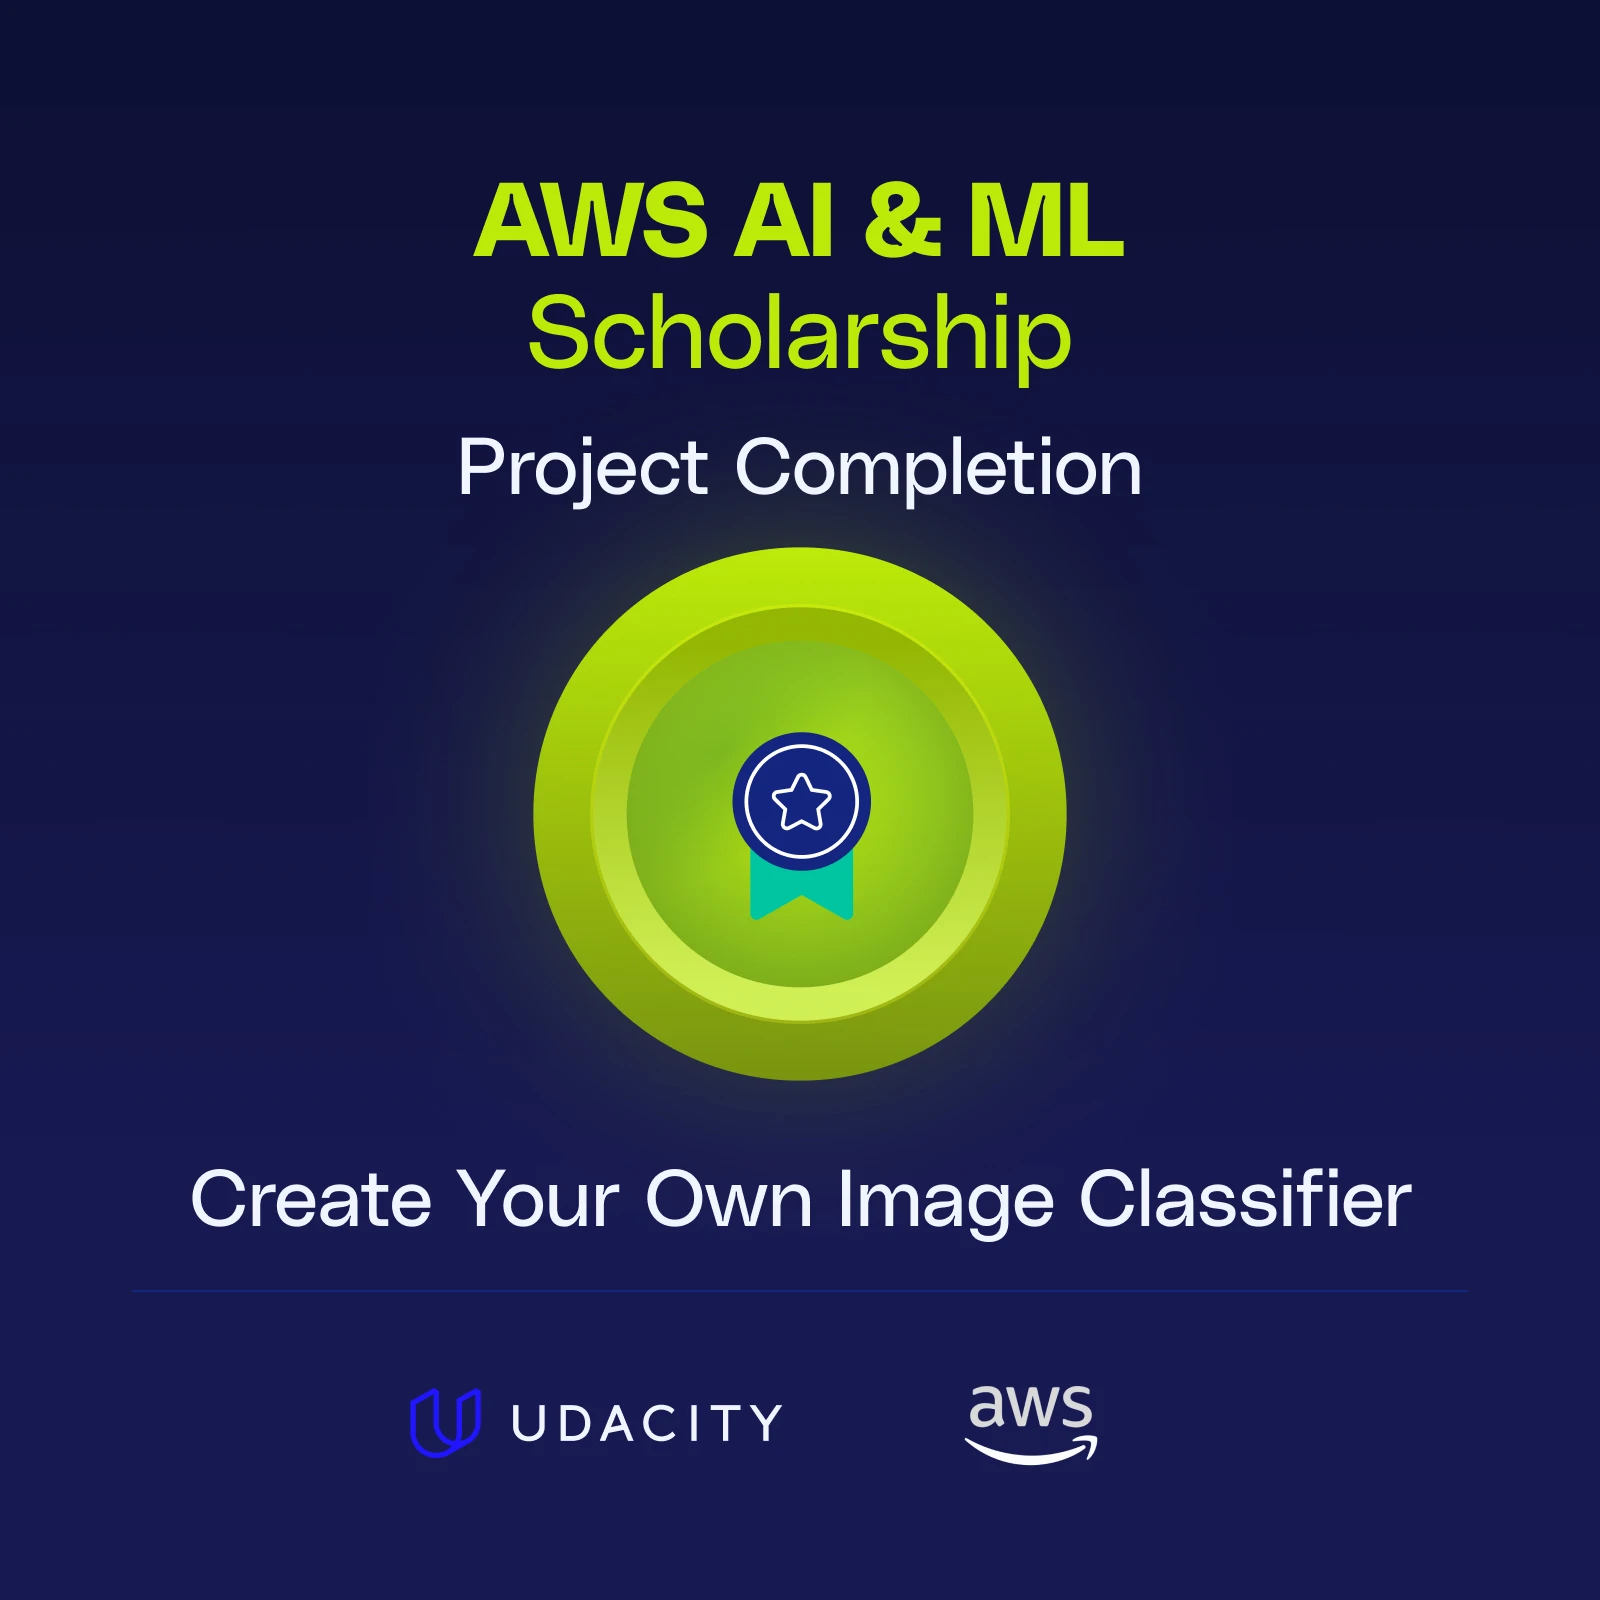 AWS AI & ML
Scholarship
Project Completion
Create Your Own Image Classifier
UDACITY
aws